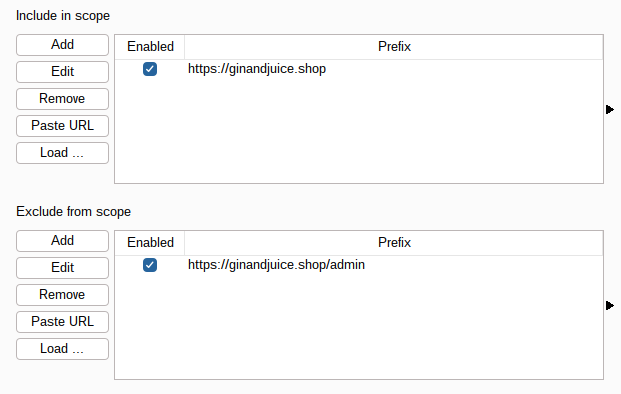 Include in scope
Add
Edit
Remove
Paste URL
Load ...
Enabled Prefix
https://ginandjuice.shop
Exclude from scope
Add
Edit
Remove
Paste URL
Load ...
Enabled Prefix
https://ginandjuice.shop/admin